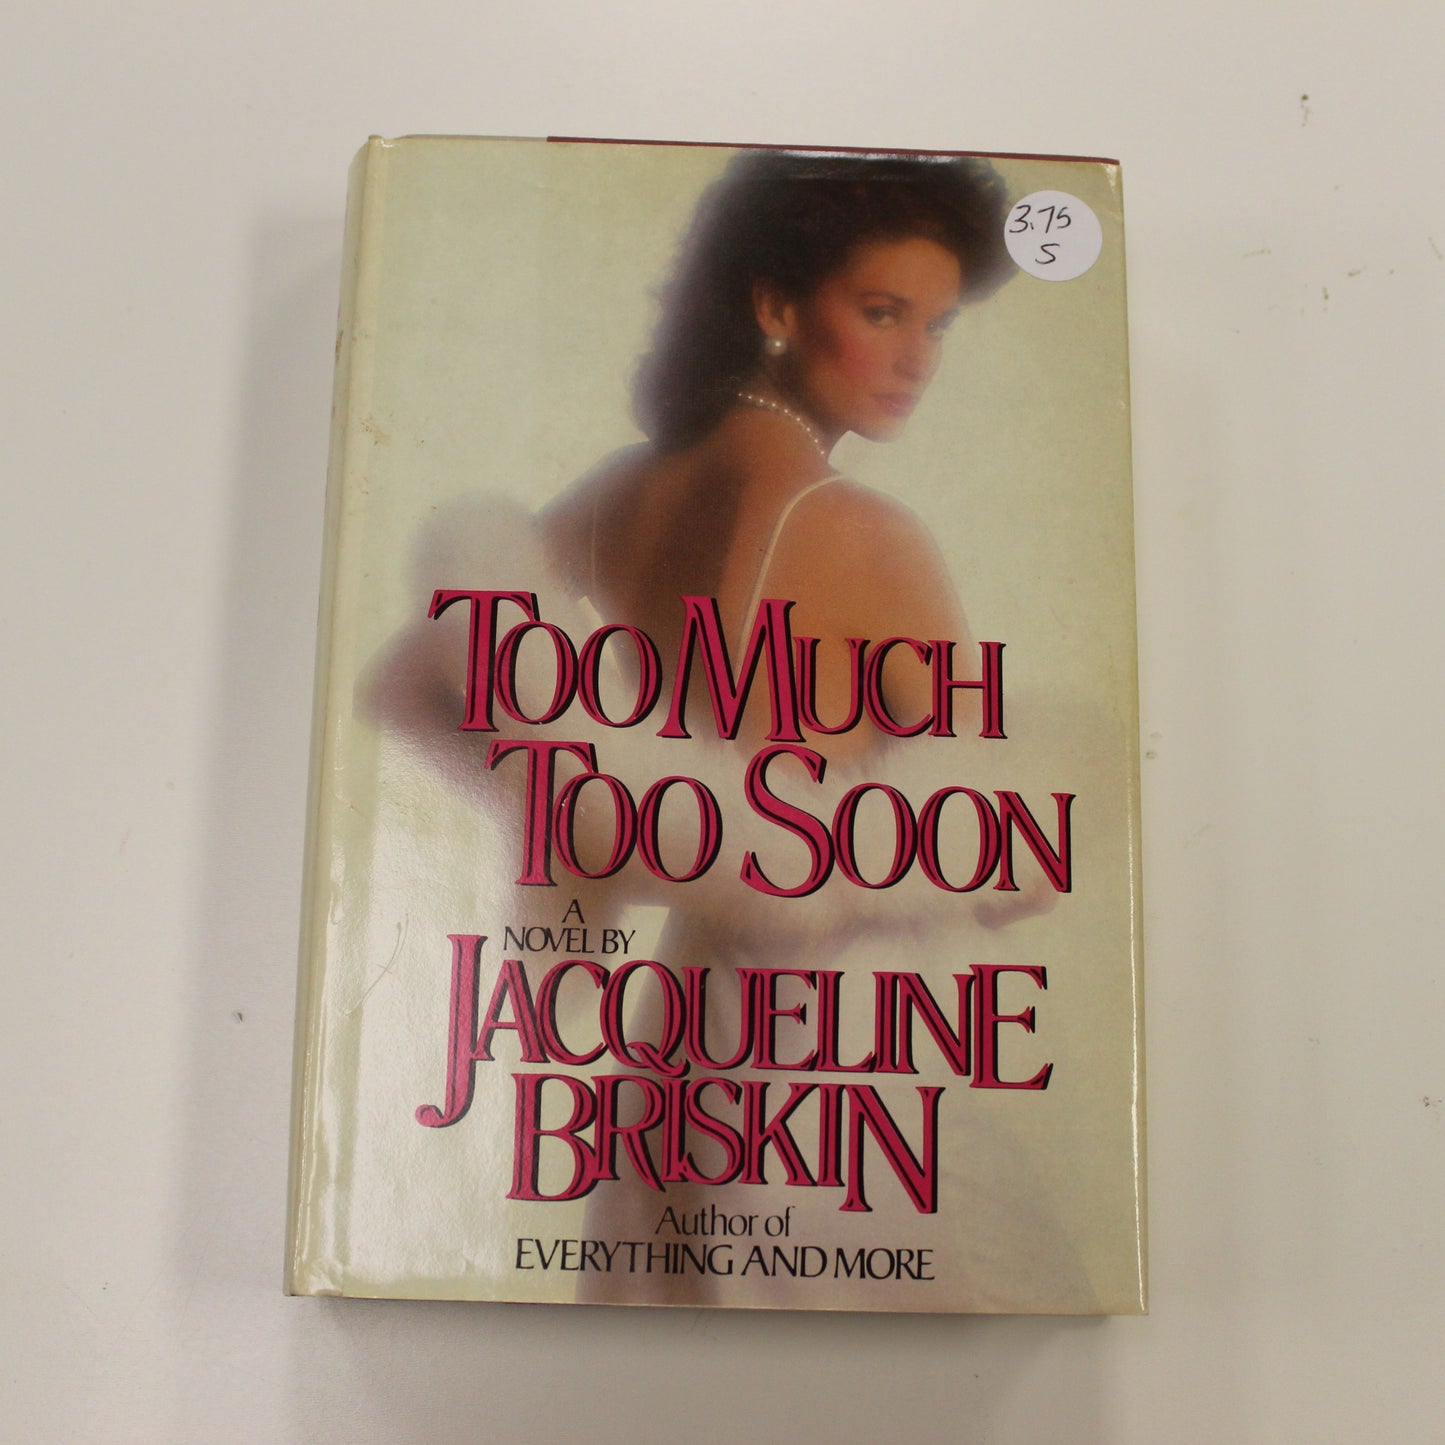 3.75
S
TOO MUCH
TOO SOON
A
NOVEL BY
JACQUELINE
BRISKIN
Author of
EVERYTHING AND MORE